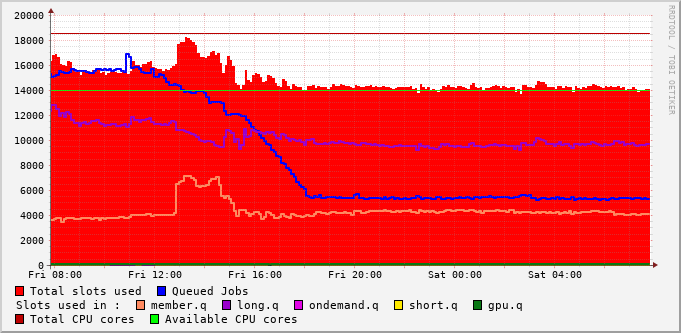 20000
18000
16000
14000
12000
10000
8000
6000
4000
2000
0
Fri 08:00 Fri 12:00 Fri 16:00 Fri 20:00 Sat 00:00 Sat 04:00
RRDTOOL / TOBI OETIKER
Total slots used Queued Jobs
Slots used in : member.q long.q ondemand.q short.q gpu.q
Total CPU cores Available CPU cores